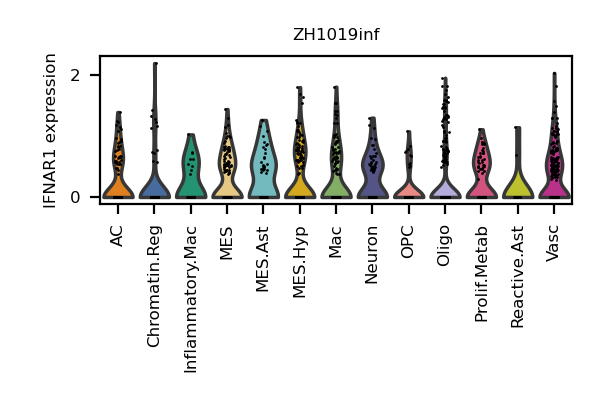 ZH1019inf
IFNAR1 expression
2
0
AC
Chromatin.Reg
Inflammatory.Mac
MES
MES.Ast
MES.Hyp
Mac
Neuron
OPC
Oligo
Prolif.Metab
Reactive.Ast
Vasc